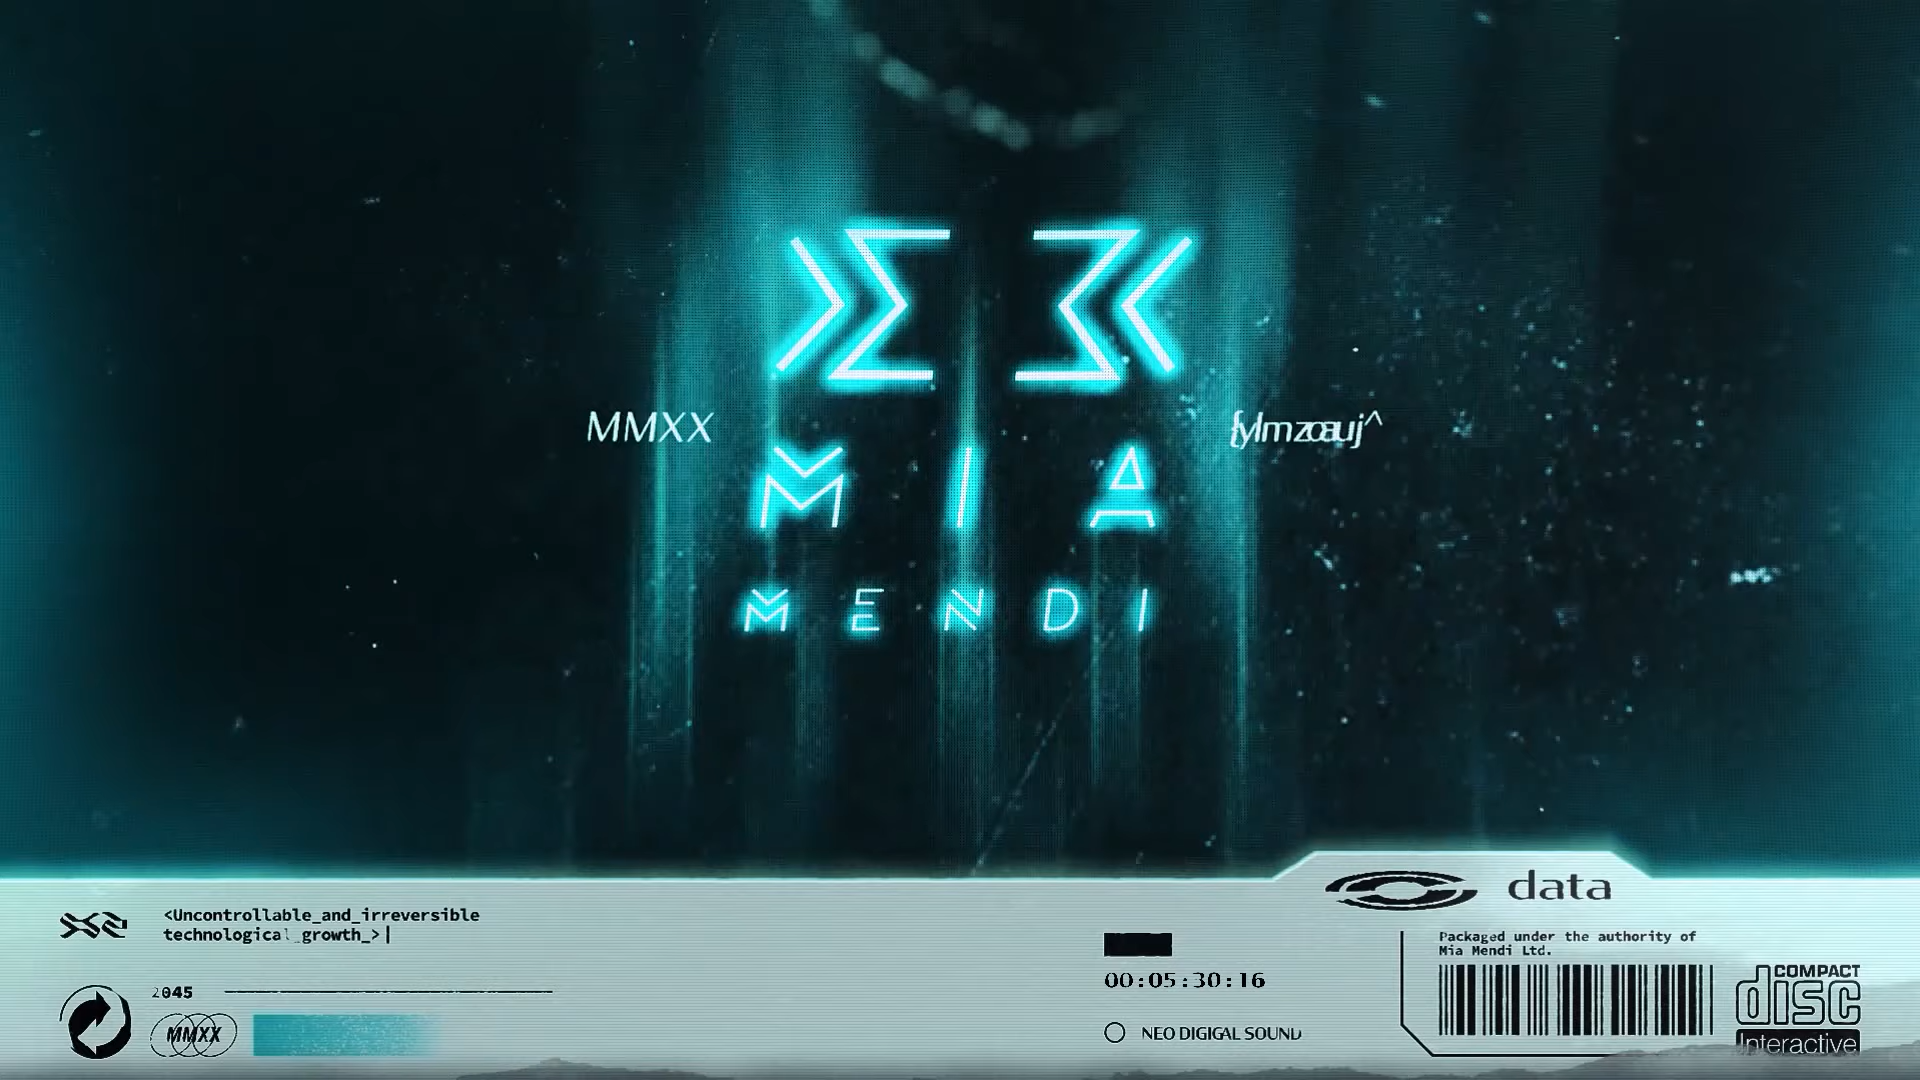 MMXX
MIA
MENDI
data
<Uncontrollable_and_irreversible
technological_growth_>|
2045
MMXX
00:05:30:16
NEO DIGIGAL SOUND
Packaged under the authority of
Mia Mendi Ltd.
COMPACT
disc
Interactive